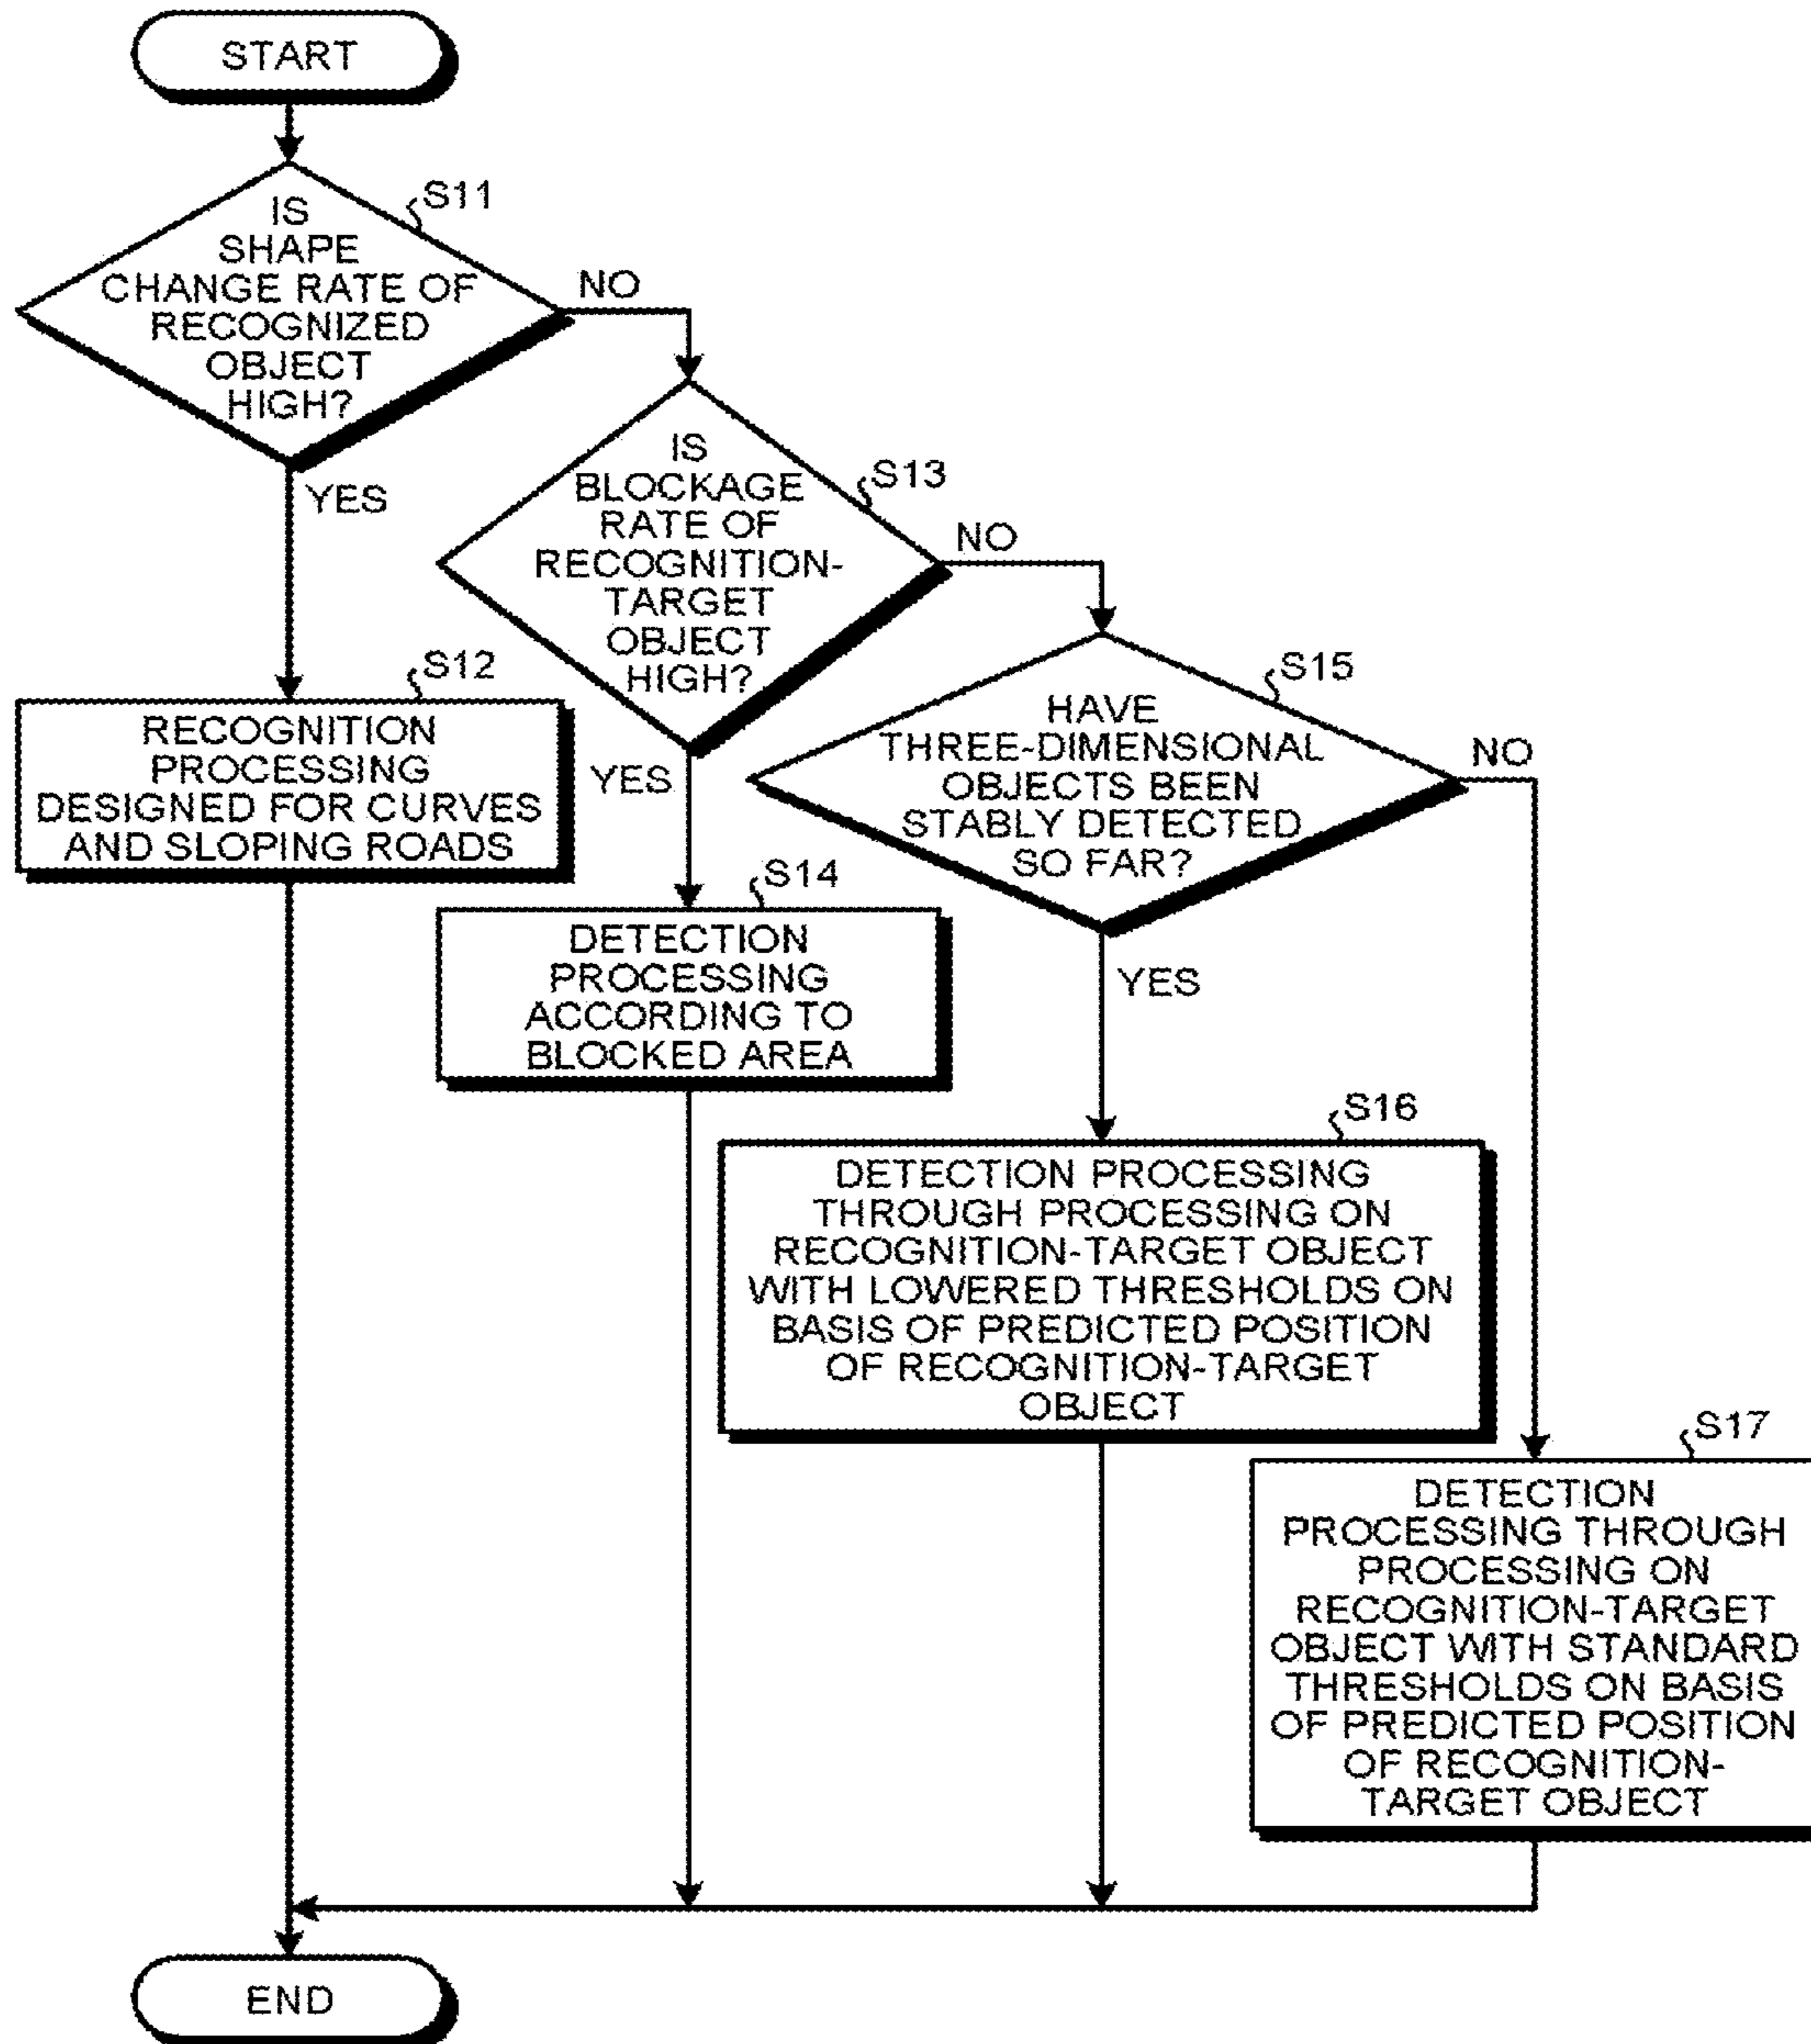 START
S11
IS
SHAPE
CHANGE RATE OF
RECOGNIZED
OBJECT
HIGH?
NO
YES
S13
IS
BLOCKAGE
RATE OF
RECOGNITION-
TARGET
OBJECT
HIGH?
NO
YES
S12
RECOGNITION
PROCESSING
DESIGNED FOR CURVES
AND SLOPING ROADS
S15
HAVE
THREE-DIMENSIONAL
OBJECTS BEEN
STABLY DETECTED
SO FAR?
NO
YES
S14
DETECTION
PROCESSING
ACCORDING TO
BLOCKED AREA
S16
DETECTION PROCESSING
THROUGH PROCESSING ON
RECOGNITION-TARGET OBJECT
WITH LOWERED THRESHOLDS ON
BASIS OF PREDICTED POSITION
OF RECOGNITION-TARGET
OBJECT
S17
DETECTION
PROCESSING THROUGH
PROCESSING ON
RECOGNITION-TARGET
OBJECT WITH STANDARD
THRESHOLDS ON BASIS
OF PREDICTED POSITION
OF RECOGNITION-
TARGET OBJECT
END